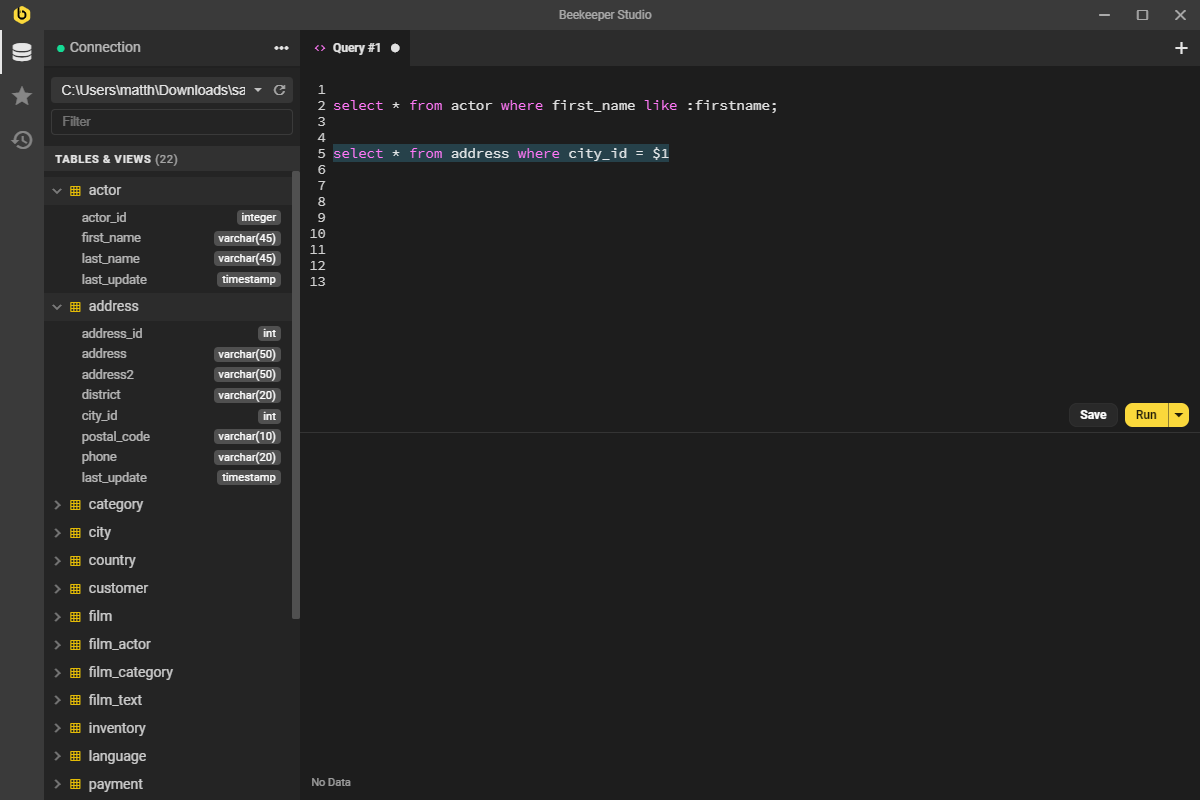 Beekeeper Studio
Connection •••
C:\Users\matth\Downloads\sa
Filter
TABLES & VIEWS (22)
actor
actor_id integer
first_name varchar(45)
last_name varchar(45)
last_update timestamp
address
address_id int
address varchar(50)
address2 varchar(50)
district varchar(20)
city_id int
postal_code varchar(10)
phone varchar(20)
last_update timestamp
category
city
country
customer
film
film_actor
film_category
film_text
inventory
language
payment
<> Query #1
1
2 select * from actor where first_name like :firstname;
3
4
5 select * from address where city_id = $1
6
7
8
9
10
11
12
13
Save Run
No Data